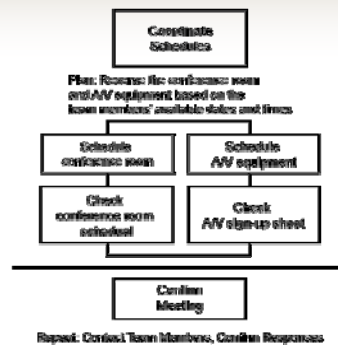 Coordinate
Schedules
Plan: Reserve the conference room
and A/V equipment based on the
team members' available dates and times
Schedule
conference room
Schedule
A/V equipment
Check
conference room
schedual
Check
A/V sign-up sheet
Confirm
Meeting
Repeat: Contact Team Members, Confirm Responses